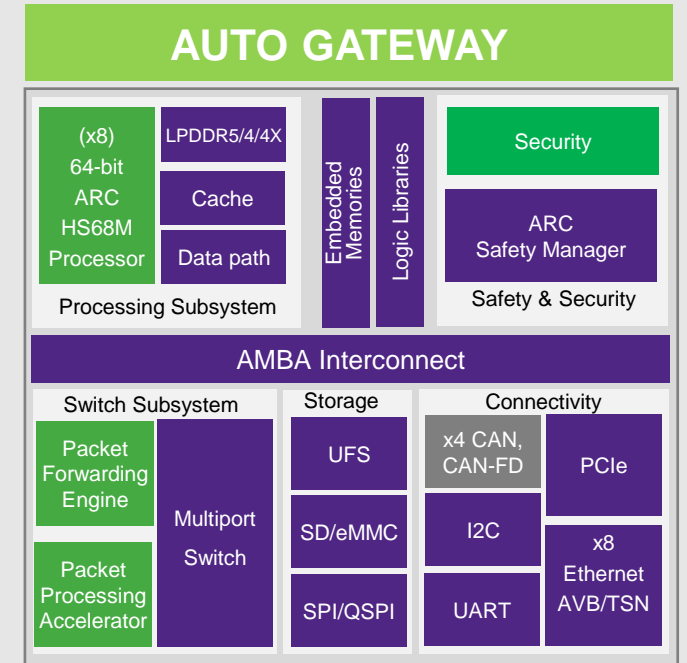 AUTO GATEWAY
(x8)
64-bit
ARC
HS68M
Processor
LPDDR5/4/4X
Cache
Data path
Processing Subsystem
Embedded
Memories
Logic Libraries
Security
ARC
Safety Manager
Safety & Security
AMBA Interconnect
Switch Subsystem
Packet
Forwarding
Engine
Packet
Processing
Accelerator
Multiport
Switch
Storage
UFS
SD/eMMC
SPI/QSPI
Connectivity
x4 CAN,
CAN-FD
I2C
UART
PCIe
x8
Ethernet
AVB/TSN